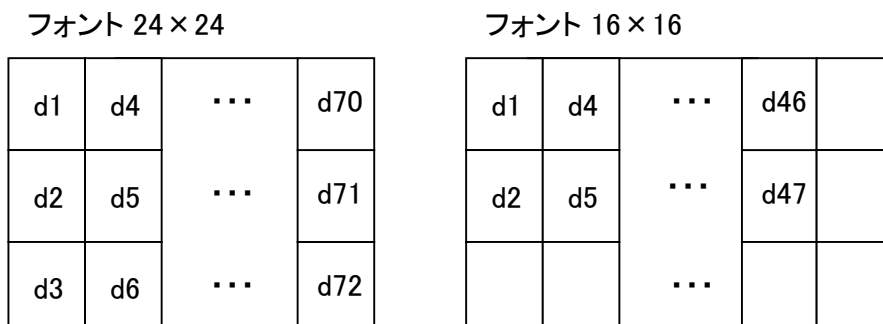 フォント 24×24 フォント 16×16
d1 d4 ・・・ d70 d1 d4 ・・・ d46
d2 d5 ・・・ d71 d2 d5 ・・・ d47
d3 d6 ・・・ d72 ・・・